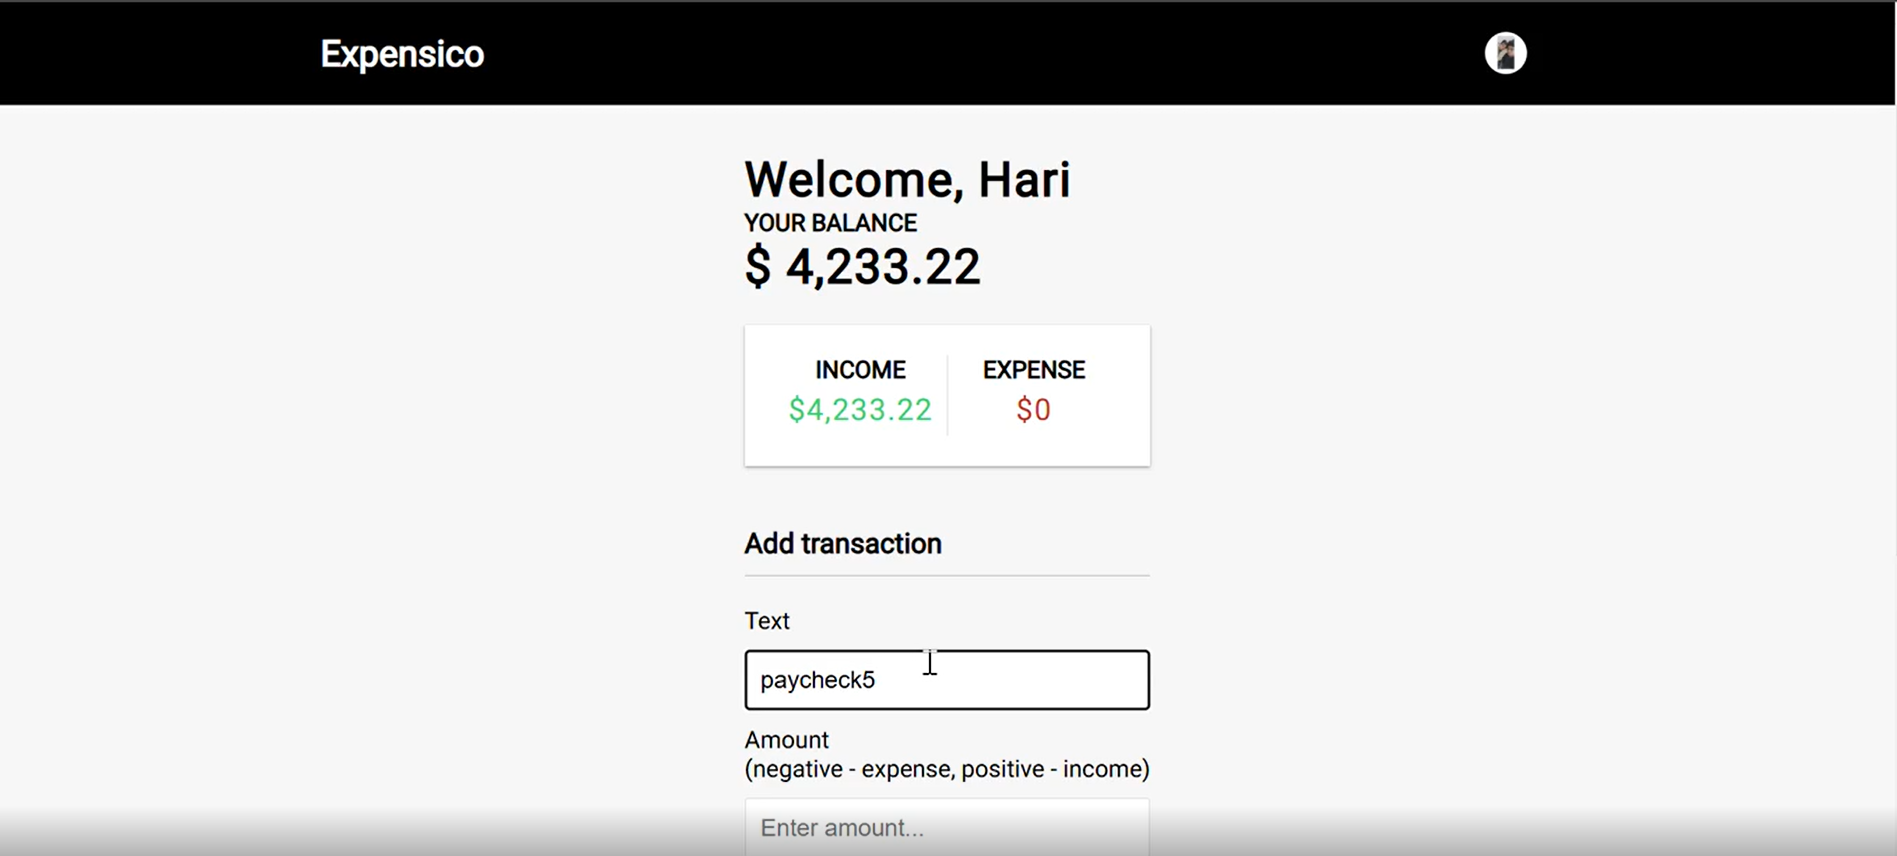 Expensico
Welcome, Hari
YOUR BALANCE
$ 4,233.22
INCOME
$4,233.22
EXPENSE
$0
Add transaction
Text
paycheck5
Amount
(negative - expense, positive - income)
Enter amount...